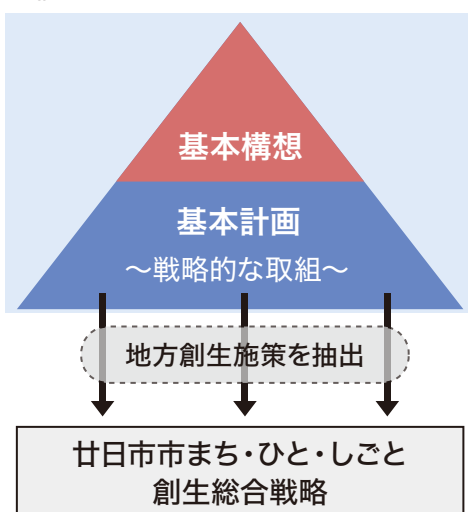 基本構想
基本計画
～戦略的な取組～
地方創生施策を抽出
廿日市市まち・ひと・しごと
創生総合戦略